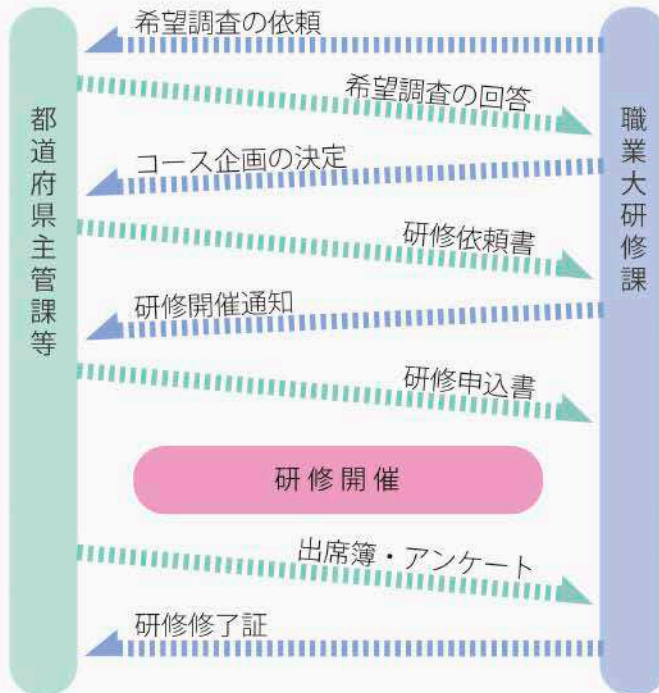 希望調査の依頼
希望調査の回答
都道府県主管課等
職業大研修課
コース企画の決定
研修依頼書
研修開催通知
研修申込書
研修開催
出席簿・アンケート
研修修了証